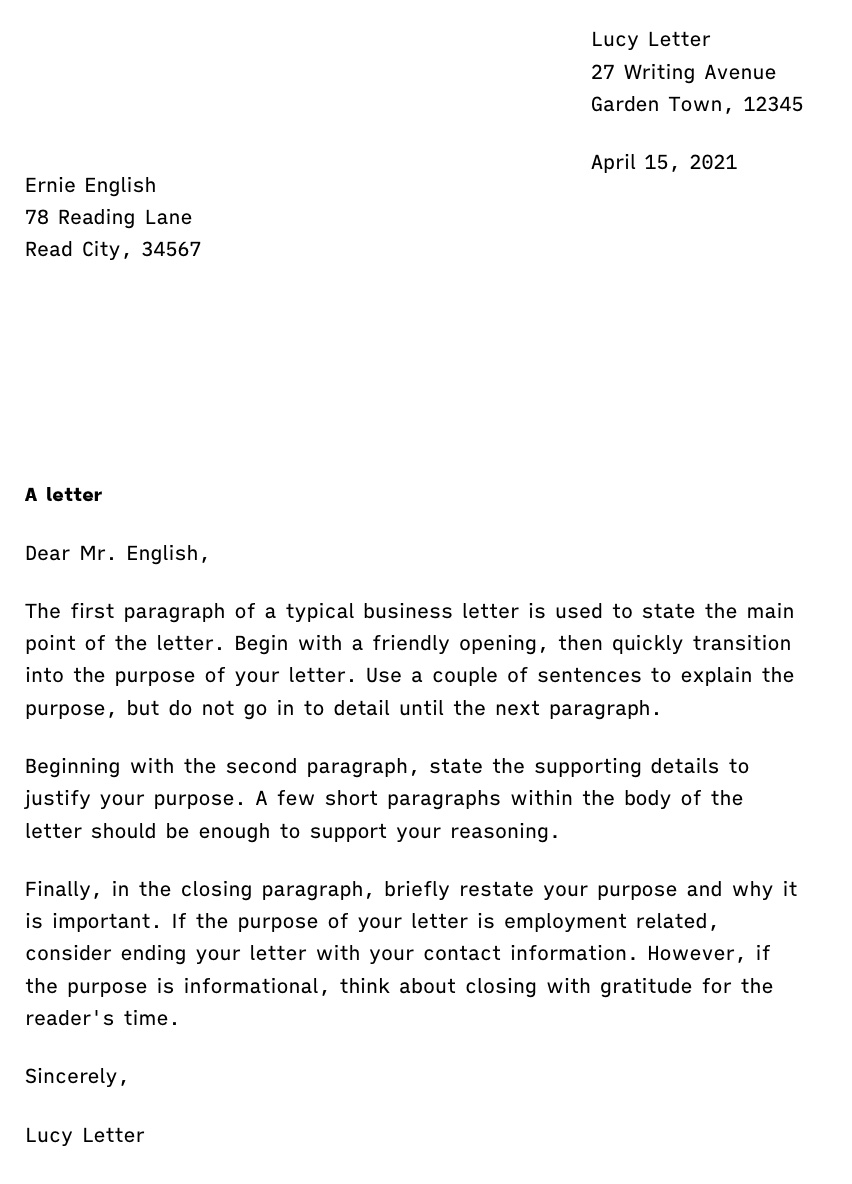 Lucy Letter
27 Writing Avenue
Garden Town, 12345
April 15, 2021
Ernie English
78 Reading Lane
Read City, 34567
A letter
Dear Mr. English,
The first paragraph of a typical business letter is used to state the main
point of the letter. Begin with a friendly opening, then quickly transition
into the purpose of your letter. Use a couple of sentences to explain the
purpose, but do not go in to detail until the next paragraph.
Beginning with the second paragraph, state the supporting details to
justify your purpose. A few short paragraphs within the body of the
letter should be enough to support your reasoning.
Finally, in the closing paragraph, briefly restate your purpose and why it
is important. If the purpose of your letter is employment related,
consider ending your letter with your contact information. However, if
the purpose is informational, think about closing with gratitude for the
reader's time.
Sincerely,
Lucy Letter